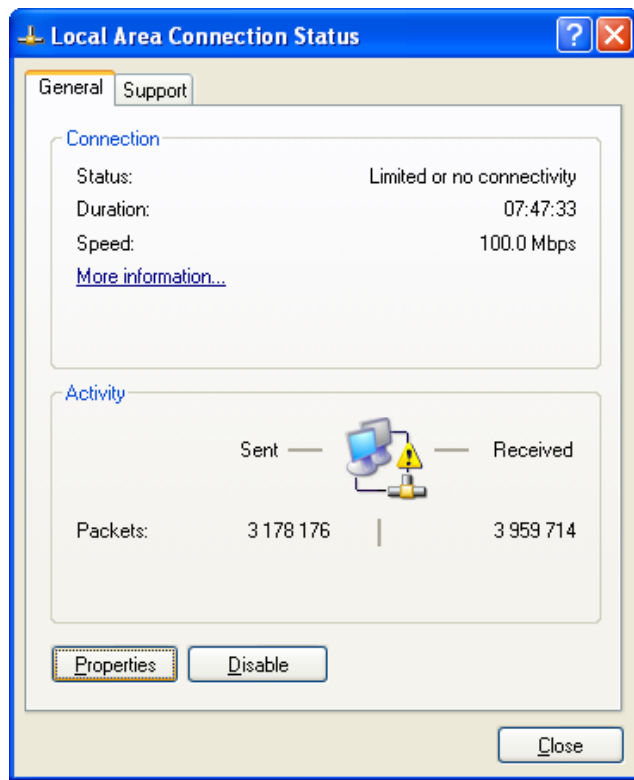 Local Area Connection Status
General Support
Connection
Status: Limited or no connectivity
Duration: 07:47:33
Speed: 100.0 Mbps
More information...
Activity
Sent — — Received
Packets: 3 178 176 | 3 959 714
Properties Disable
Close